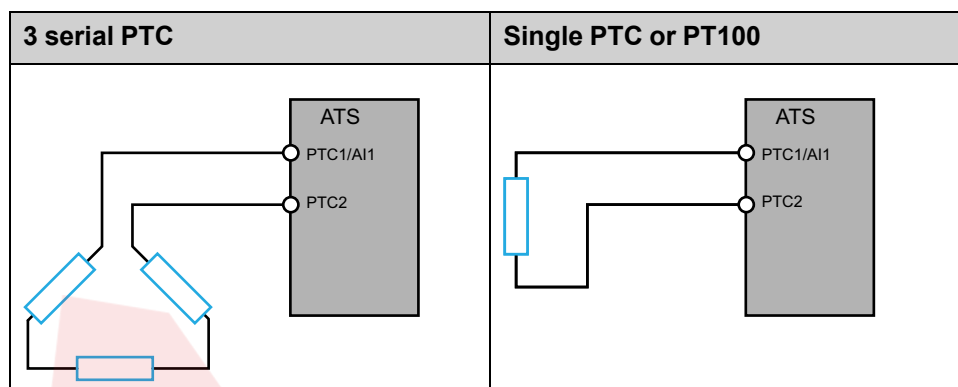 3 serial PTC
Single PTC or PT100
ATS
PTC1/AI1
PTC2
ATS
PTC1/AI1
PTC2